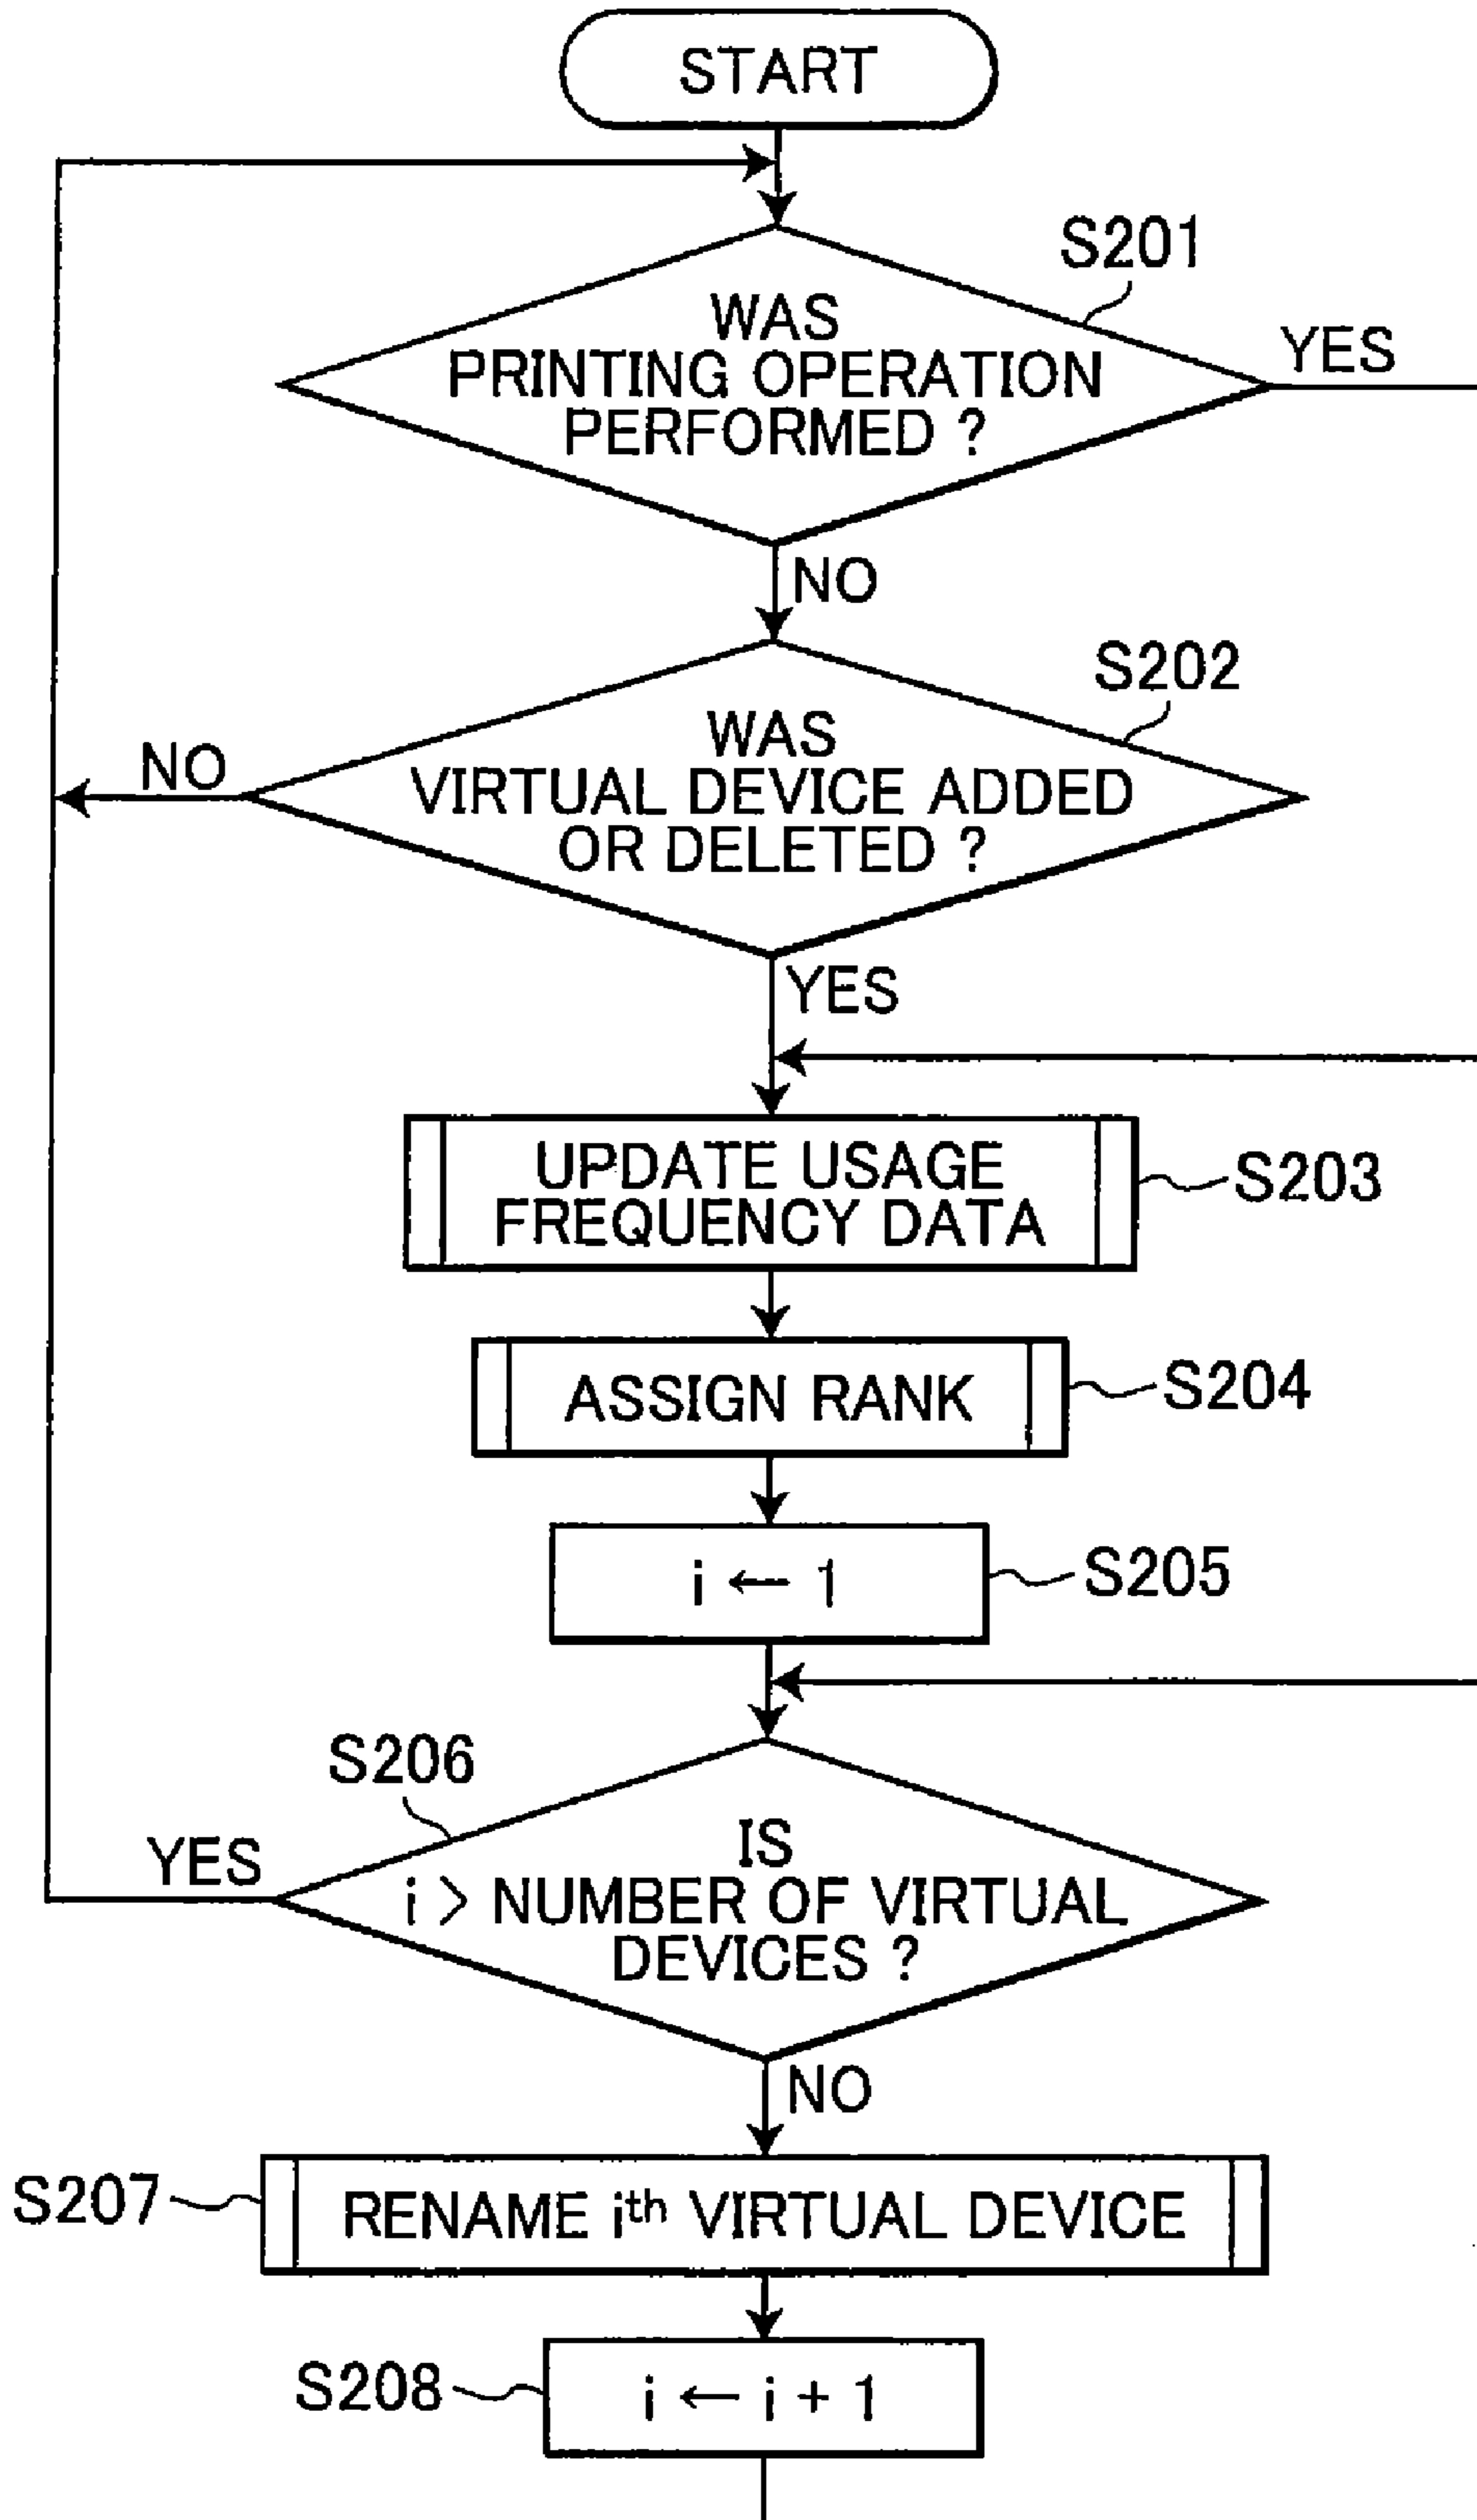 START
S201
WAS
PRINTING OPERATION
PERFORMED ?
YES
NO
S202
WAS
VIRTUAL DEVICE ADDED
OR DELETED ?
NO
YES
UPDATE USAGE
FREQUENCY DATA
S203
ASSIGN RANK
S204
i ← 1
S205
S206
IS
i > NUMBER OF VIRTUAL
DEVICES ?
YES
NO
S207
RENAME iᵗʰ VIRTUAL DEVICE
S208
i ← i + 1